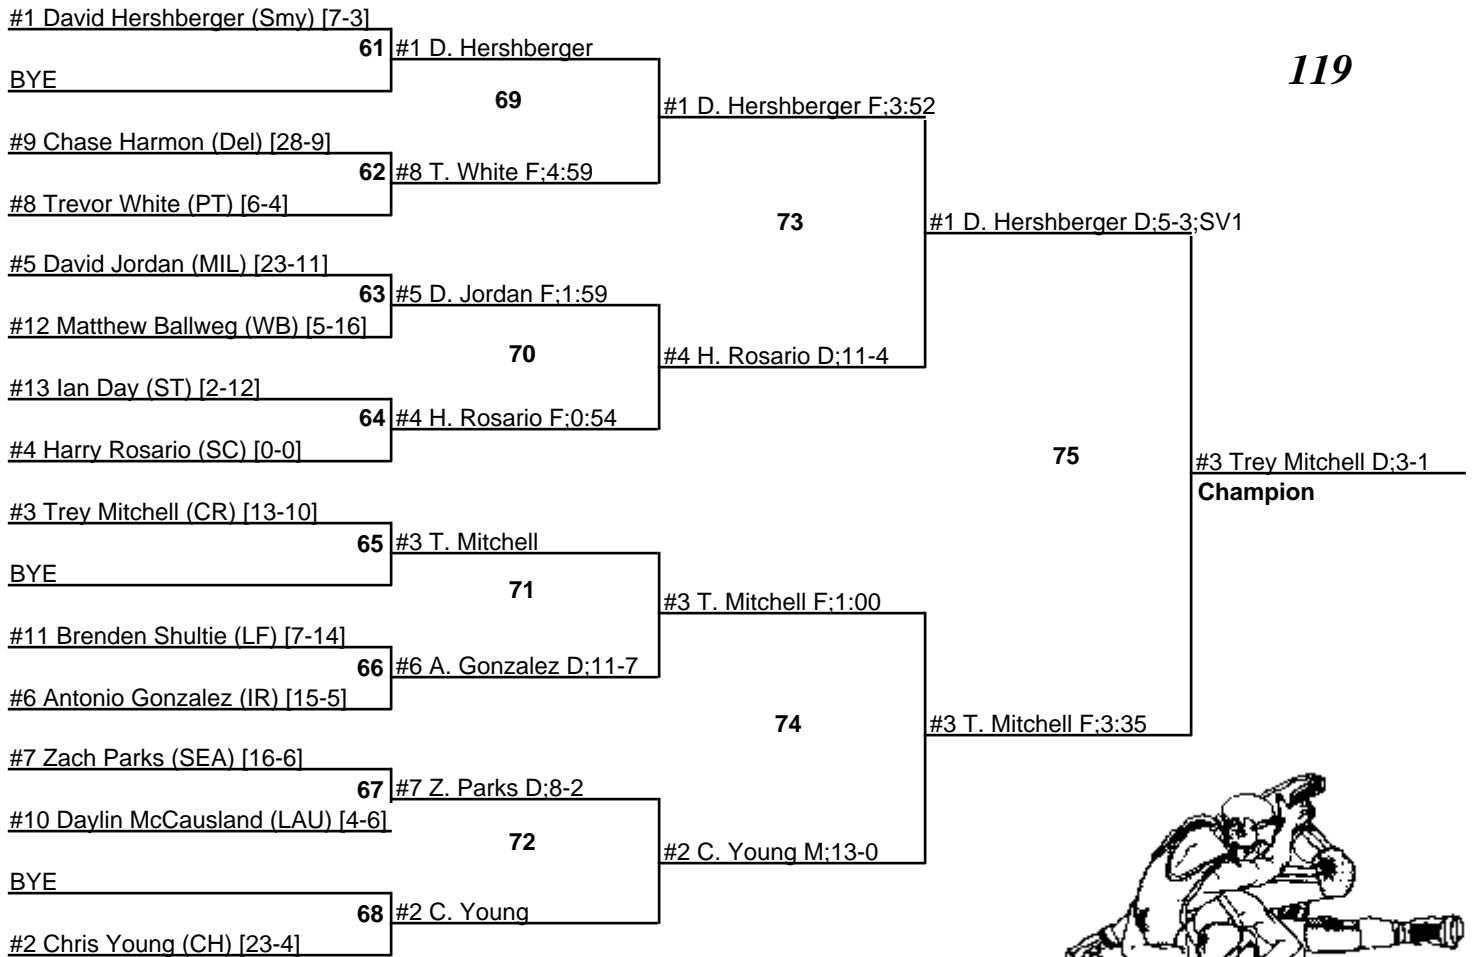 #1 David Hershberger (Smy) [7-3]
61
#1 D. Hershberger
BYE
119
69
#1 D. Hershberger F;3:52
#9 Chase Harmon (Del) [28-9]
62
#8 T. White F;4:59
#8 Trevor White (PT) [6-4]
73
#1 D. Hershberger D;5-3;SV1
#5 David Jordan (MIL) [23-11]
63
#5 D. Jordan F;1:59
#12 Matthew Ballweg (WB) [5-16]
70
#4 H. Rosario D;11-4
#13 Ian Day (ST) [2-12]
64
#4 H. Rosario F;0:54
#4 Harry Rosario (SC) [0-0]
75
#3 Trey Mitchell D;3-1
Champion
#3 Trey Mitchell (CR) [13-10]
65
#3 T. Mitchell
BYE
71
#3 T. Mitchell F;1:00
#11 Brenden Shultie (LF) [7-14]
66
#6 A. Gonzalez D;11-7
#6 Antonio Gonzalez (IR) [15-5]
74
#3 T. Mitchell F;3:35
#7 Zach Parks (SEA) [16-6]
67
#7 Z. Parks D;8-2
#10 Daylin McCausland (LAU) [4-6]
72
#2 C. Young M;13-0
BYE
68
#2 C. Young
#2 Chris Young (CH) [23-4]